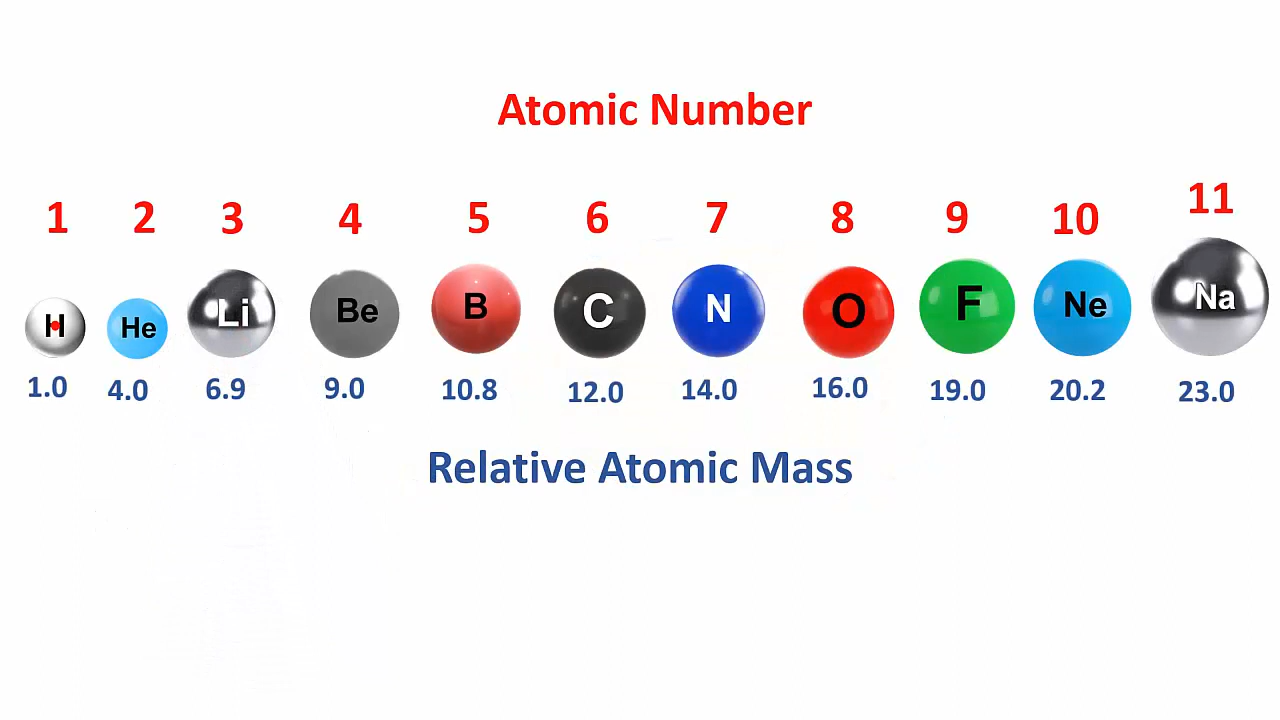 Atomic Number
1 2 3 4 5 6 7 8 9 10 11
H He Li Be B C N O F Ne Na
1.0 4.0 6.9 9.0 10.8 12.0 14.0 16.0 19.0 20.2 23.0
Relative Atomic Mass